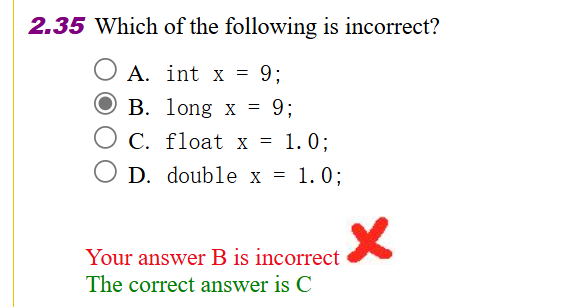 2.35 Which of the following is incorrect?
A. int x = 9;
B. long x = 9;
C. float x = 1.0;
D. double x = 1.0;
Your answer B is incorrect
The correct answer is C